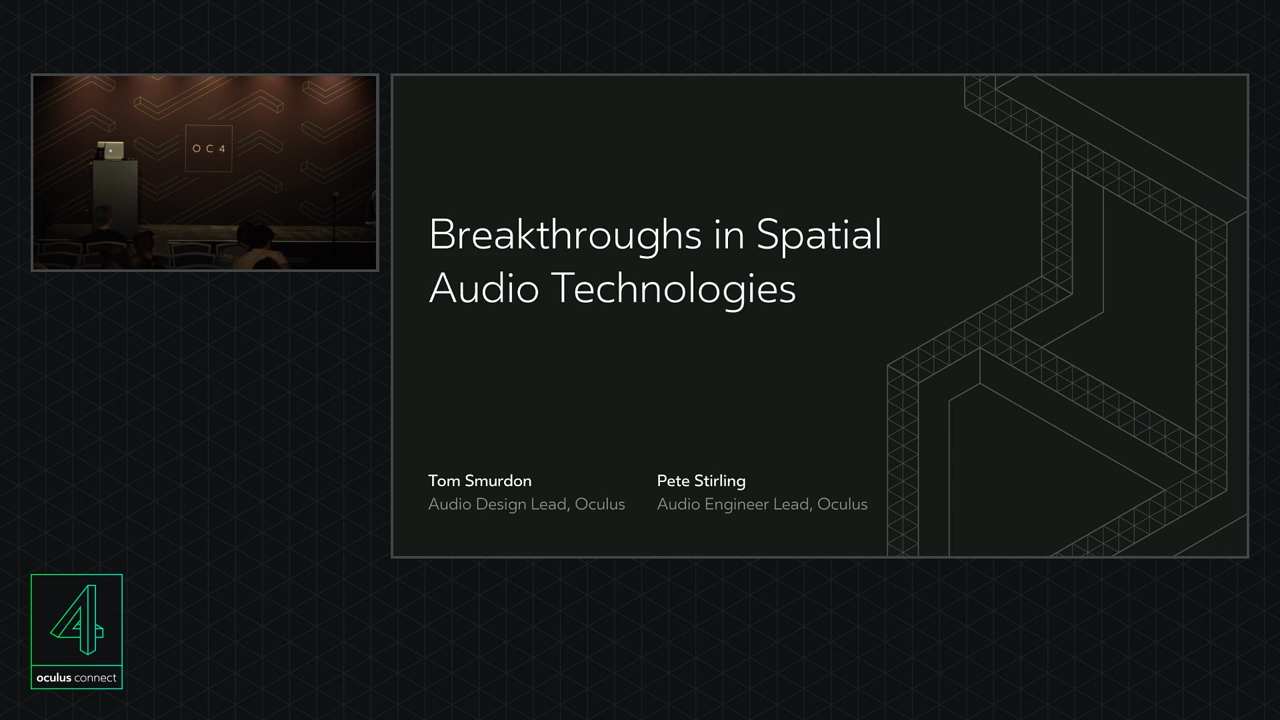 OC4
Breakthroughs in Spatial
Audio Technologies
Tom Smurdon
Audio Design Lead, Oculus
Pete Stirling
Audio Engineer Lead, Oculus
4
oculus connect